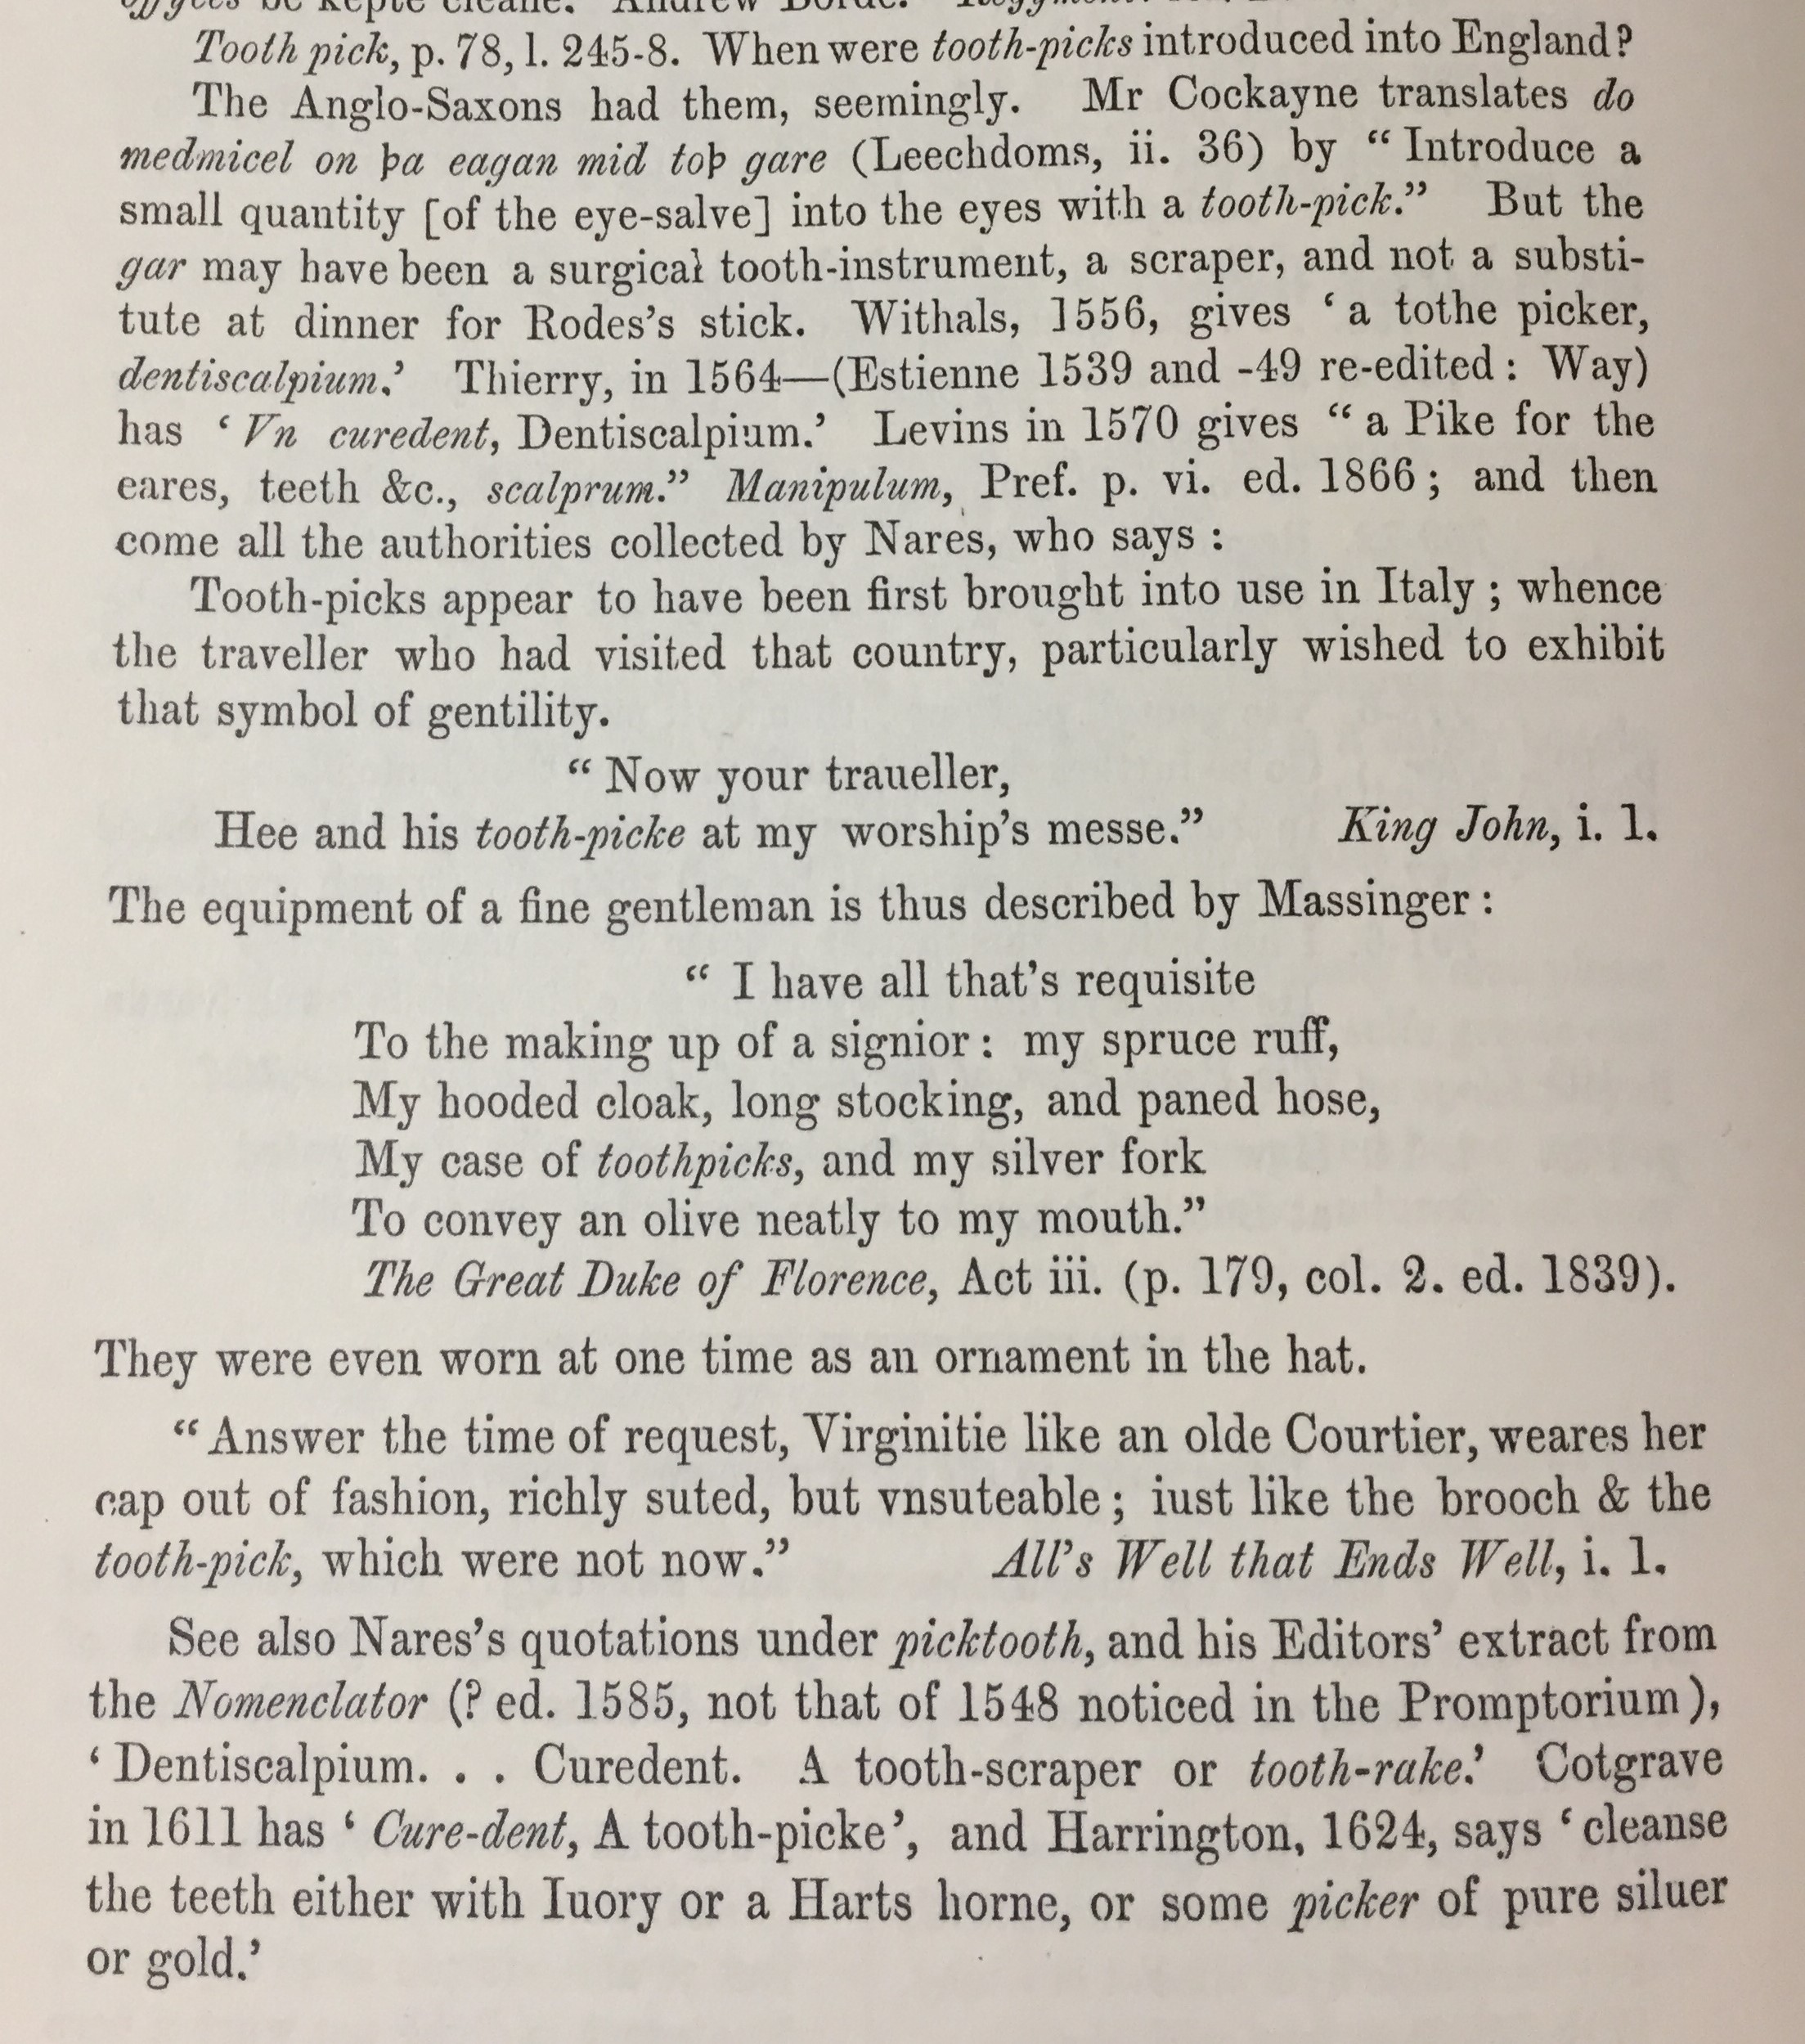 be kepte cleane. Andrew Borde.
Tooth pick, p. 78, l. 245-8. When were tooth-picks introduced into England?
The Anglo-Saxons had them, seemingly. Mr Cockayne translates do
medmicel on þa eagan mid toþ gare (Leechdoms, ii. 36) by “Introduce a
small quantity [of the eye-salve] into the eyes with a tooth-pick.” But the
gar may have been a surgical tooth-instrument, a scraper, and not a substi-
tute at dinner for Rodes’s stick. Withals, 1556, gives ‘a tothe picker,
dentiscalpium.’ Thierry, in 1564—(Estienne 1539 and -49 re-edited : Way)
has ‘Vn curedent, Dentiscalpium.’ Levins in 1570 gives “a Pike for the
eares, teeth &c., scalprum.” Manipulum, Pref. p. vi. ed. 1866 ; and then
come all the authorities collected by Nares, who says :
Tooth-picks appear to have been first brought into use in Italy ; whence
the traveller who had visited that country, particularly wished to exhibit
that symbol of gentility.
“Now your traueller,
Hee and his tooth-picke at my worship’s messe.” King John, i. 1.
The equipment of a fine gentleman is thus described by Massinger :
“I have all that’s requisite
To the making up of a signior : my spruce ruff,
My hooded cloak, long stocking, and paned hose,
My case of toothpicks, and my silver fork
To convey an olive neatly to my mouth.”
The Great Duke of Florence, Act iii. (p. 179, col. 2. ed. 1839).
They were even worn at one time as an ornament in the hat.
“Answer the time of request, Virginitie like an olde Courtier, weares her
cap out of fashion, richly suted, but vnsuteable ; iust like the brooch & the
tooth-pick, which were not now.” All’s Well that Ends Well, i. 1.
See also Nares’s quotations under picktooth, and his Editors’ extract from
the Nomenclator (? ed. 1585, not that of 1548 noticed in the Promptorium),
‘Dentiscalpium. . . Curedent. A tooth-scraper or tooth-rake.’ Cotgrave
in 1611 has ‘Cure-dent, A tooth-picke’, and Harrington, 1624, says ‘cleanse
the teeth either with Iuory or a Harts horne, or some picker of pure siluer
or gold.’